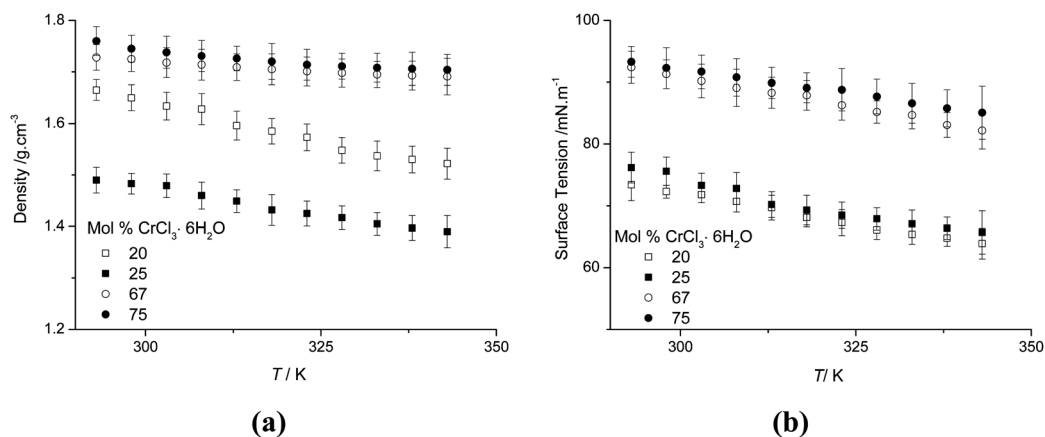 1.8
1.6
1.4
1.2
Density /g.cm⁻³
Mol % CrCl₃· 6H₂O
20
25
67
75
300
325
350
T / K
(a)
100
80
60
Surface Tension /mN.m⁻¹
Mol % CrCl₃· 6H₂O
20
25
67
75
300
325
350
T/ K
(b)